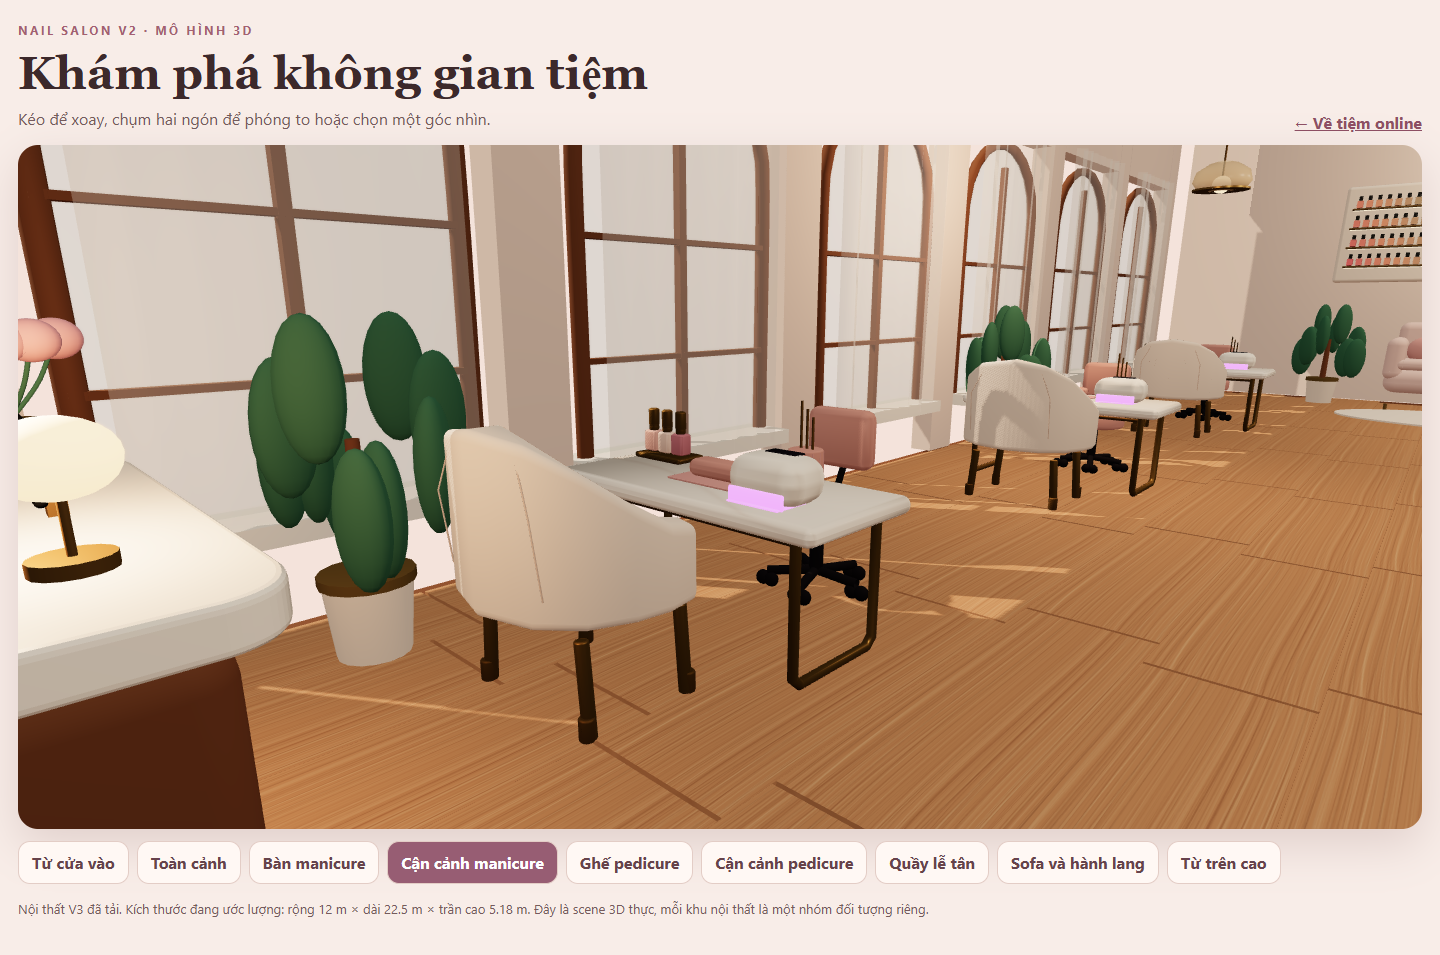 NAIL SALON V2 · MÔ HÌNH 3D
Khám phá không gian tiệm
Kéo để xoay, chụm hai ngón để phóng to hoặc chọn một góc nhìn.
← Về tiệm online
Từ cửa vào
Toàn cảnh
Bàn manicure
Cận cảnh manicure
Ghế pedicure
Cận cảnh pedicure
Quầy lễ tân
Sofa và hành lang
Từ trên cao
Nội thất V3 đã tải. Kích thước đang ước lượng: rộng 12 m × dài 22.5 m × trần cao 5.18 m. Đây là scene 3D thực, mỗi khu nội thất là một nhóm đối tượng riêng.